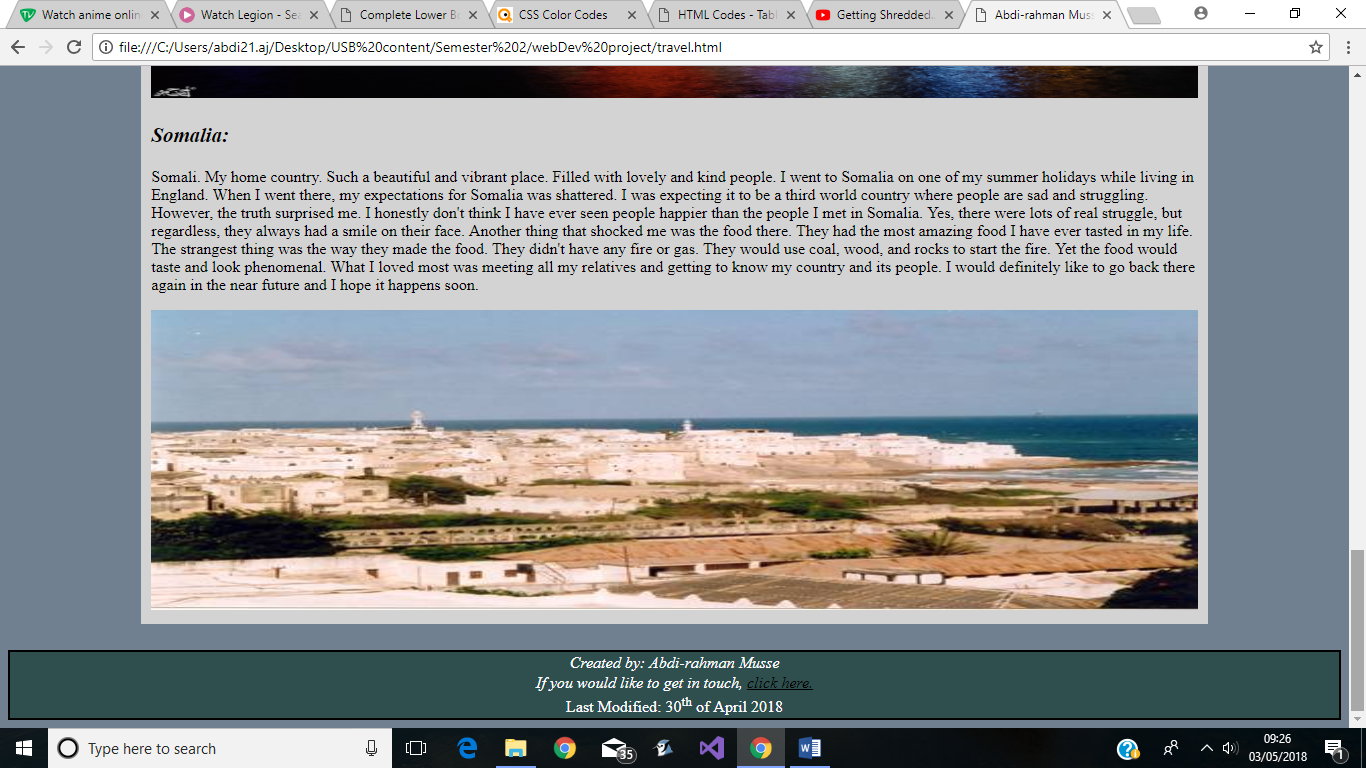 Watch anime onlin
Watch Legion - Sea
Complete Lower Bo
CSS Color Codes
HTML Codes - Tabl
Getting Shredded.
Abdi-rahman Muss
file:///C:/Users/abdi21.aj/Desktop/USB%20content/Semester%202/webDev%20project/travel.html
Somalia:
Somali. My home country. Such a beautiful and vibrant place. Filled with lovely and kind people. I went to Somalia on one of my summer holidays while living in
England. When I went there, my expectations for Somalia was shattered. I was expecting it to be a third world country where people are sad and struggling.
However, the truth surprised me. I honestly don't think I have ever seen people happier than the people I met in Somalia. Yes, there were lots of real struggle, but
regardless, they always had a smile on their face. Another thing that shocked me was the food there. They had the most amazing food I have ever tasted in my life.
The strangest thing was the way they made the food. They didn't have any fire or gas. They would use coal, wood, and rocks to start the fire. Yet the food would
taste and look phenomenal. What I loved most was meeting all my relatives and getting to know my country and its people. I would definitely like to go back there
again in the near future and I hope it happens soon.
Created by: Abdi-rahman Musse
If you would like to get in touch, click here.
Last Modified: 30th of April 2018
Type here to search
35
09:26
03/05/2018
1